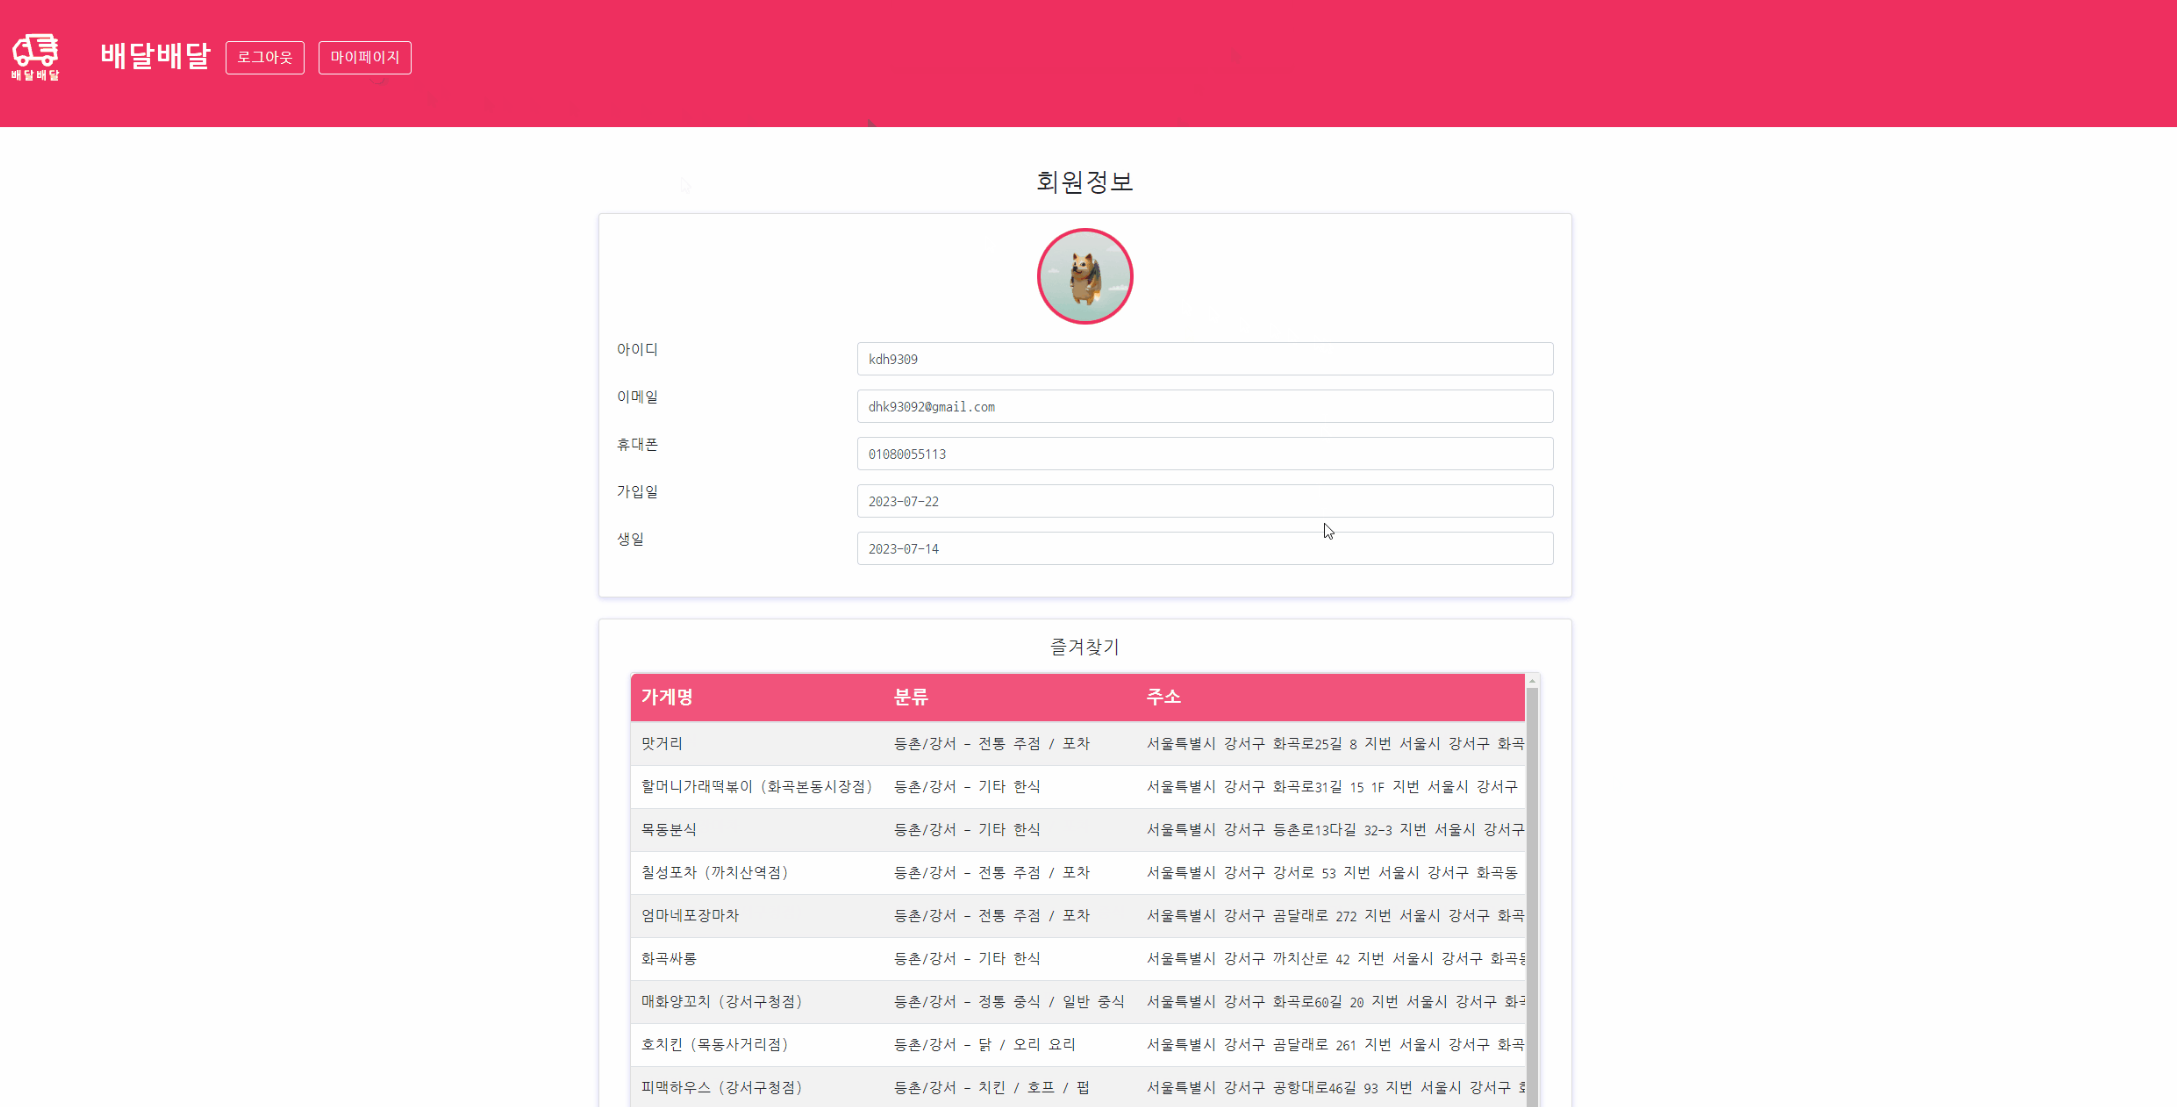 배달배달
배달배달 로그아웃 마이페이지
회원정보
아이디 kdh9309
이메일 dhk93092@gmail.com
휴대폰 01080055113
가입일 2023-07-22
생일 2023-07-14
즐겨찾기
가게명 분류 주소
맛거리 등촌/강서 - 전통 주점 / 포차 서울특별시 강서구 화곡로25길 8 지번 서울시 강서구 화곡
할머니가래떡볶이 (화곡본동시장점) 등촌/강서 - 기타 한식 서울특별시 강서구 화곡로31길 15 1F 지번 서울시 강서구
목동분식 등촌/강서 - 기타 한식 서울특별시 강서구 등촌로13다길 32-3 지번 서울시 강서구
칠성포차 (까치산역점) 등촌/강서 - 전통 주점 / 포차 서울특별시 강서구 강서로 53 지번 서울시 강서구 화곡동
엄마네포장마차 등촌/강서 - 전통 주점 / 포차 서울특별시 강서구 곰달래로 272 지번 서울시 강서구 화곡
화곡싸롱 등촌/강서 - 기타 한식 서울특별시 강서구 까치산로 42 지번 서울시 강서구 화곡동
매화양꼬치 (강서구청점) 등촌/강서 - 정통 중식 / 일반 중식 서울특별시 강서구 화곡로60길 20 지번 서울시 강서구
호치킨 (목동사거리점) 등촌/강서 - 닭 / 오리 요리 서울특별시 강서구 곰달래로 261 지번 서울시 강서구 화곡
피맥하우스 (강서구청점) 등촌/강서 - 치킨 / 호프 / 펍 서울특별시 강서구 공항대로46길 93 지번 서울시 강서구